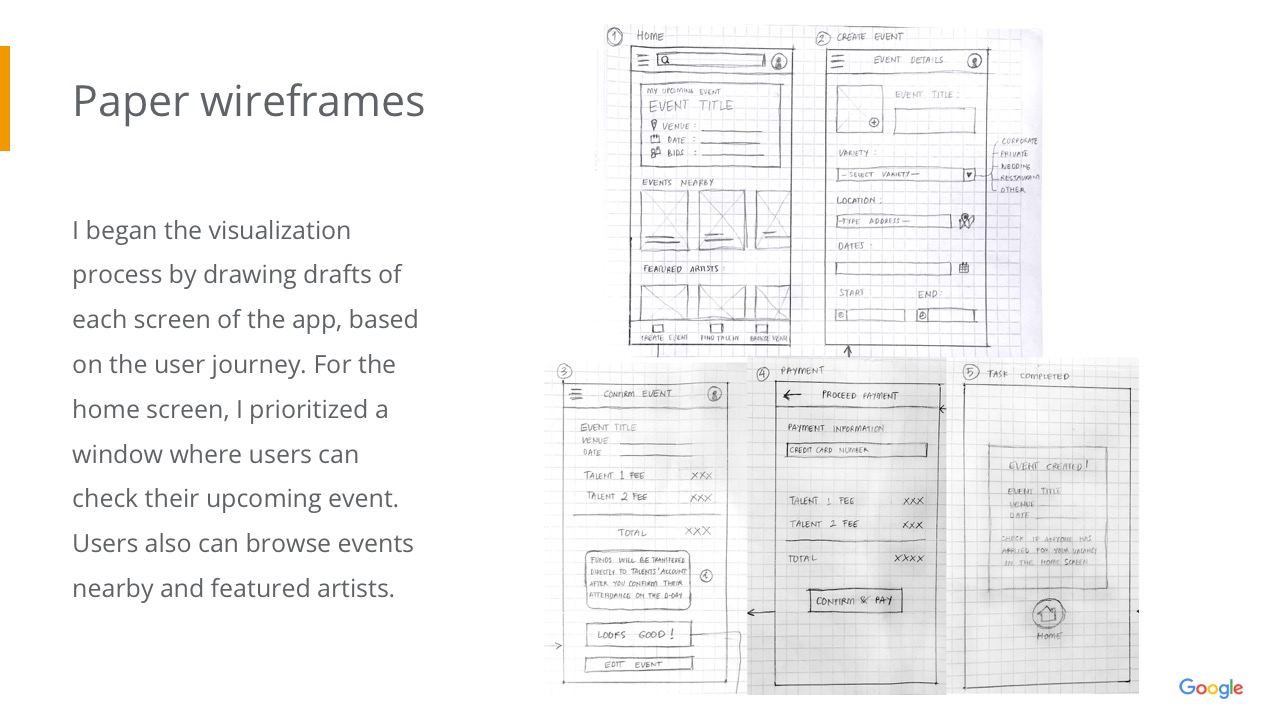 Paper wireframes
I began the visualization
process by drawing drafts of
each screen of the app, based
on the user journey. For the
home screen, I prioritized a
window where users can
check their upcoming event.
Users also can browse events
nearby and featured artists.
1 HOME
MY UPCOMING EVENT
EVENT TITLE
VENUE :
DATE :
BIDS :
EVENTS NEARBY
FEATURED ARTISTS :
CREATE EVENT FIND TALENT BROWSE VENUE
2 CREATE EVENT
EVENT DETAILS
EVENT TITLE :
VARIETY :
-SELECT VARIETY-
CORPORATE
PRIVATE
WEDDING
RESTAURANT
OTHER
LOCATION :
-TYPE ADDRESS-
DATES :
START END:
3
CONFIRM EVENT
EVENT TITLE
VENUE
DATE
TALENT 1 FEE XXX
TALENT 2 FEE XXX
TOTAL XXX
FUNDS WILL BE TRANSFERED
DIRECTLY TO TALENTS' ACCOUNT
AFTER YOU CONFIRM THEIR
ATTENDANCE ON THE D-DAY
i
LOOKS GOOD!
EDIT EVENT
4 PAYMENT
PROCEED PAYMENT
PAYMENT INFORMATION
CREDIT CARD NUMBER
TALENT 1 FEE XXX
TALENT 2 FEE XXX
TOTAL XXXX
CONFIRM & PAY
5 TASK COMPLETED
EVENT CREATED!
EVENT TITLE
VENUE
DATE
CHECK IF ANYONE HAS
APPLIED FOR YOUR VACANCY
IN THE HOME SCREEN
HOME
Google